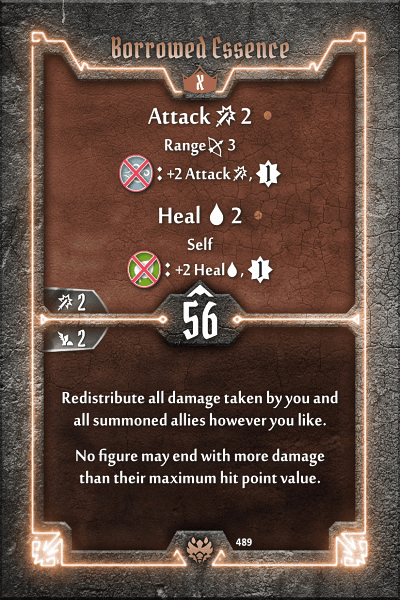 Borrowed Essence
X
Attack 2
Range 3
: +2 Attack , 1
Heal 2
Self
: +2 Heal , 1
2
56
2
Redistribute all damage taken by you and
all summoned allies however you like.
No figure may end with more damage
than their maximum hit point value.
489